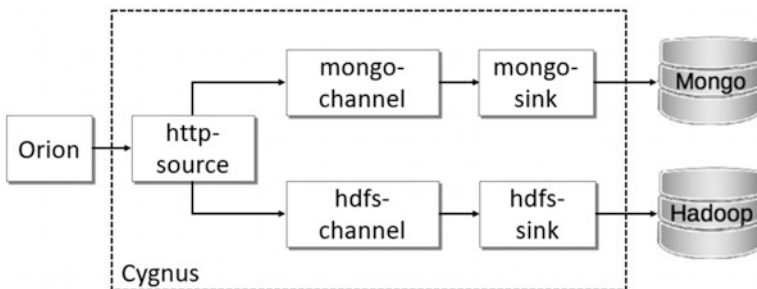 mongo-
channel
mongo-
sink
Mongo
Orion
http-
source
hdfs-
channel
hdfs-
sink
Hadoop
Cygnus